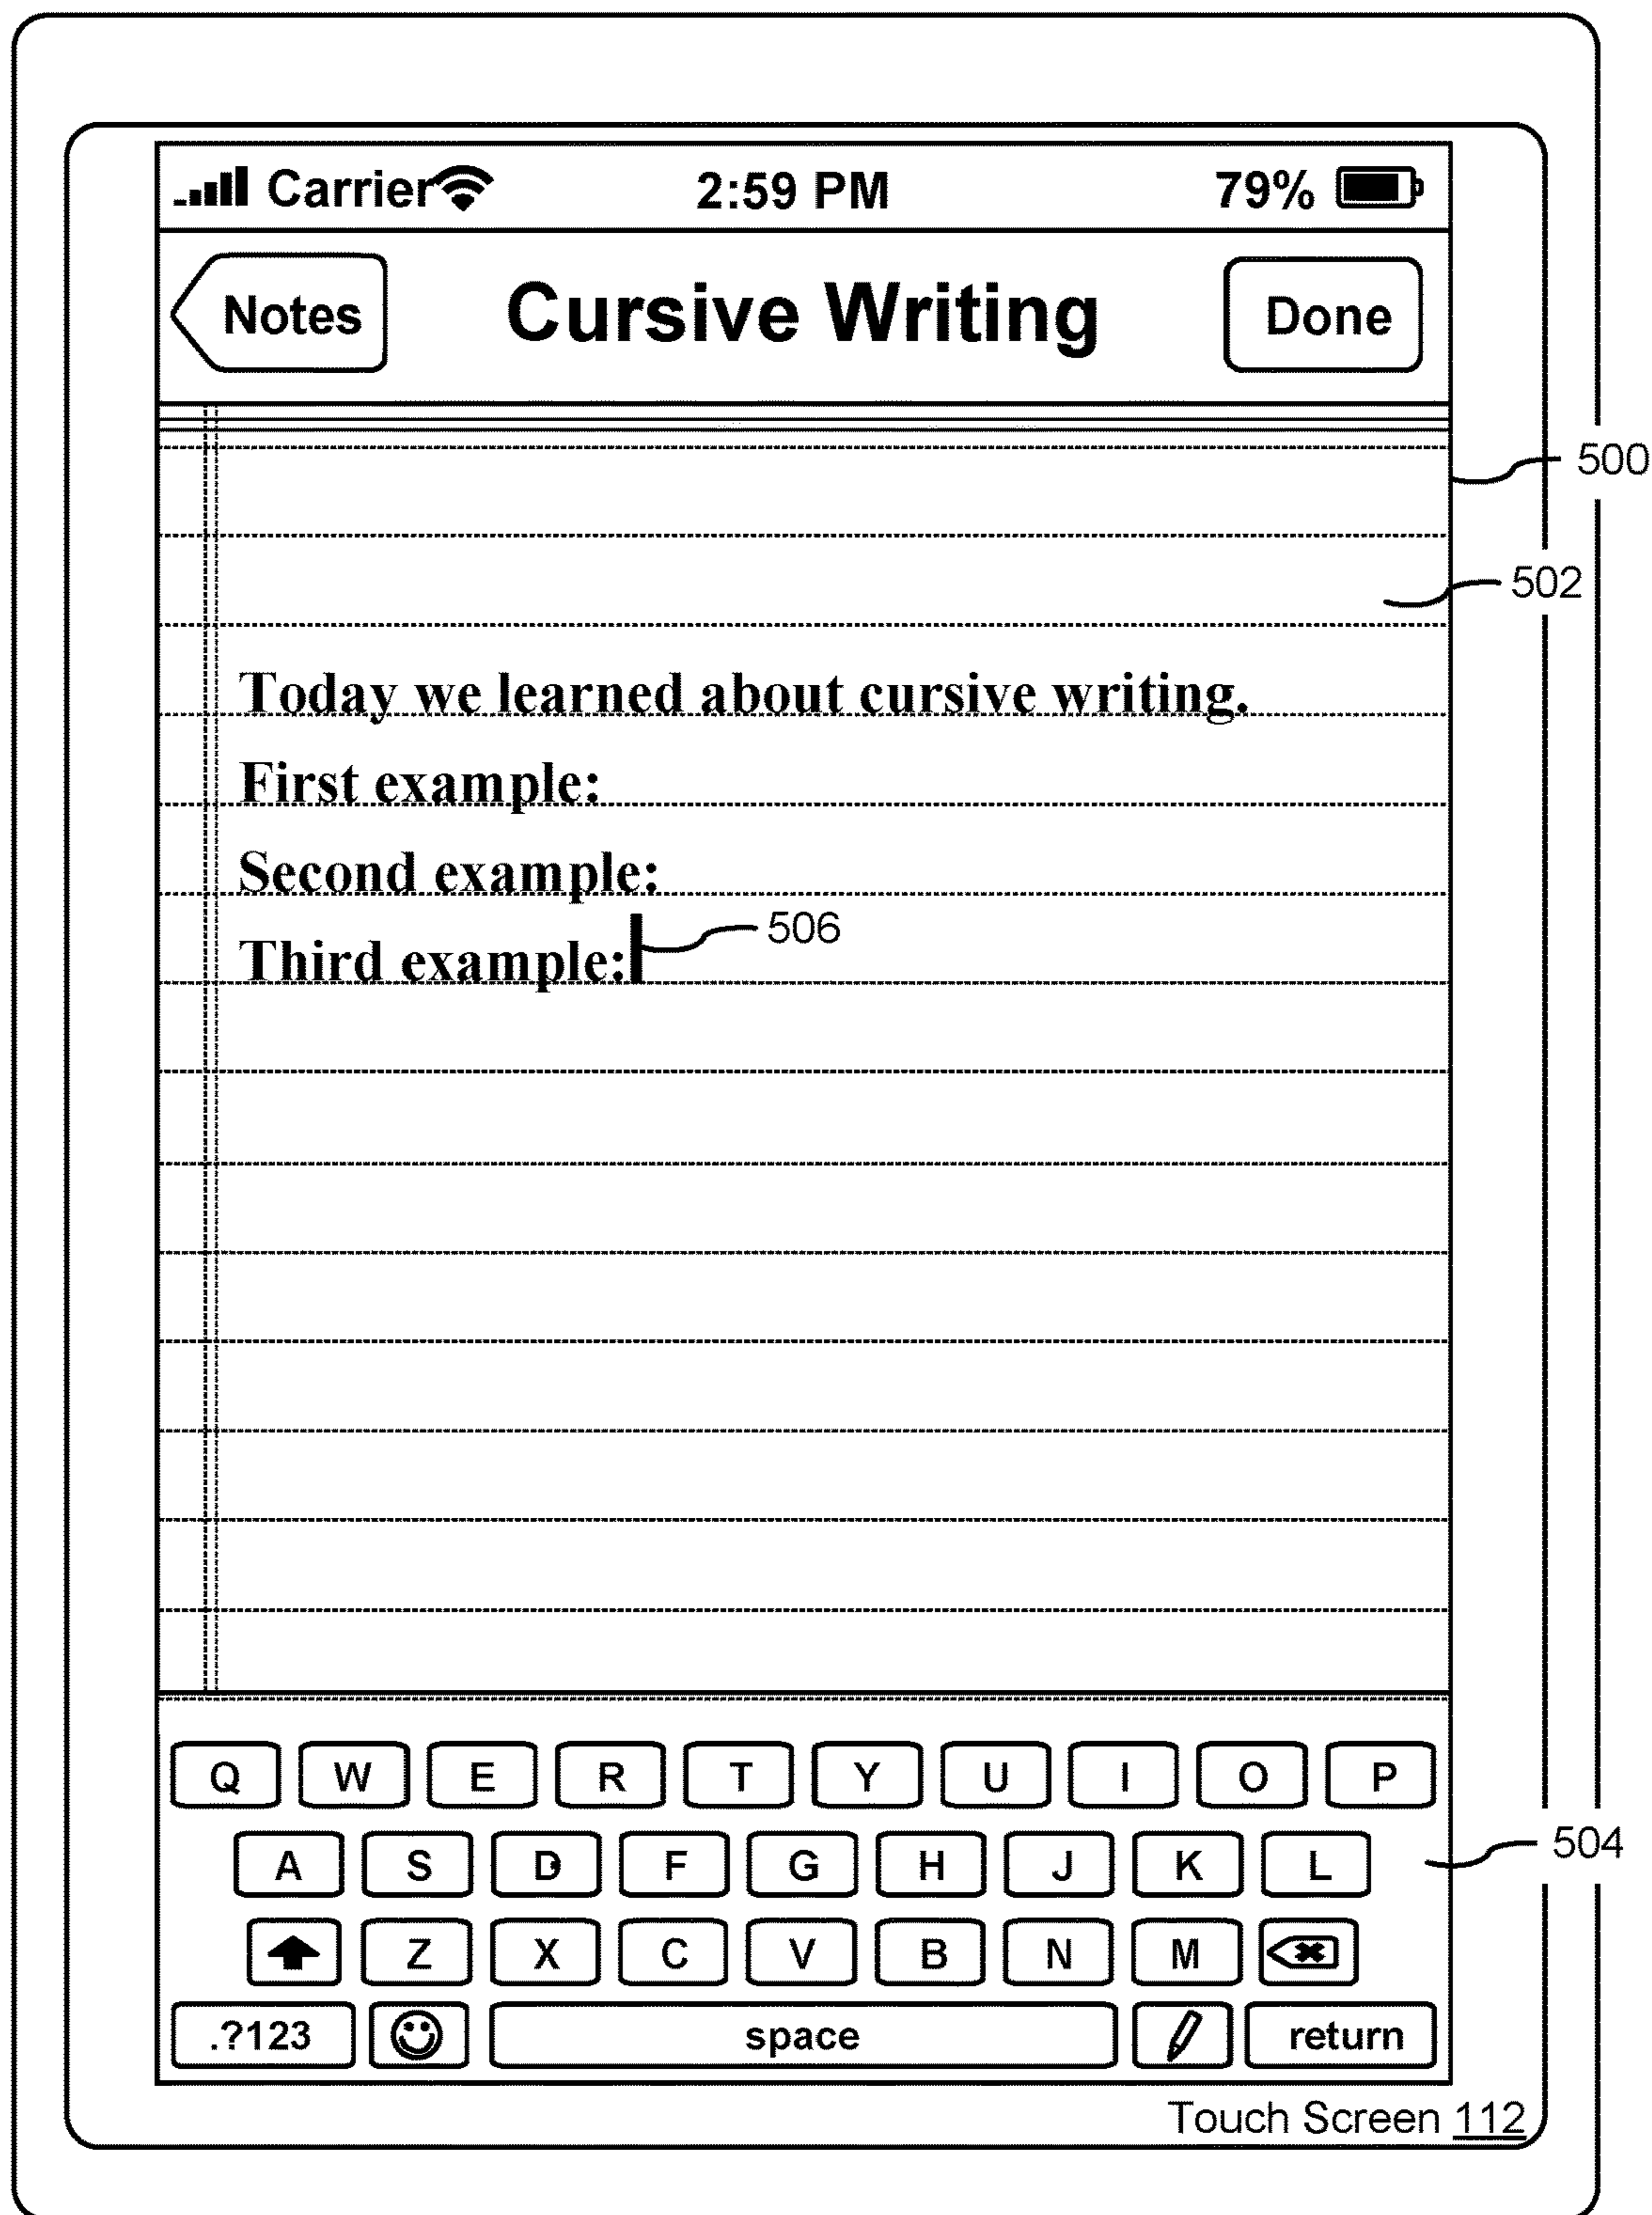 Carrier 2:59 PM 79%
Notes Cursive Writing Done
500
502
Today we learned about cursive writing.
First example:
Second example:
506
Third example:
Q W E R T Y U I O P
504
A S D F G H J K L
Z X C V B N M
.?123 space return
Touch Screen 112